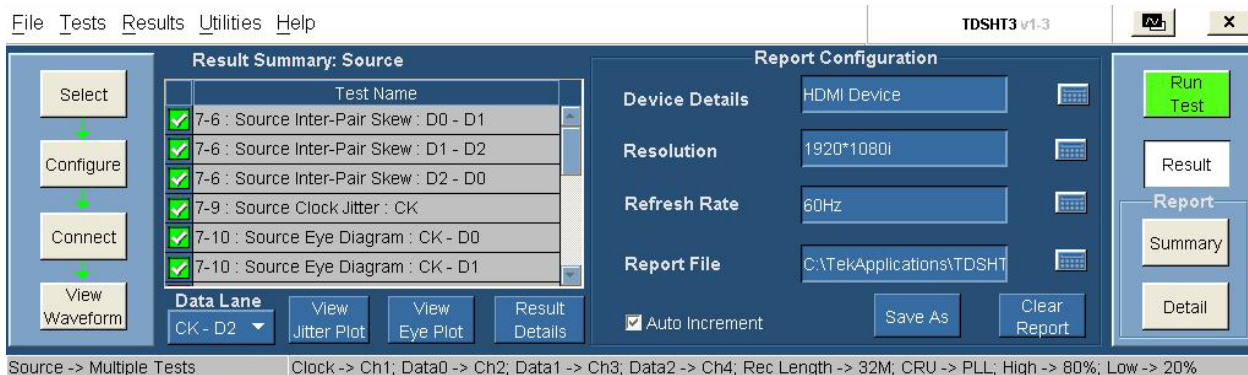 File Tests Results Utilities Help
TDSHT3 v1-3
x
Select
Configure
Connect
View
Waveform
Result Summary: Source
Test Name
7-6 : Source Inter-Pair Skew : D0 - D1
7-6 : Source Inter-Pair Skew : D1 - D2
7-6 : Source Inter-Pair Skew : D2 - D0
7-9 : Source Clock Jitter : CK
7-10 : Source Eye Diagram : CK - D0
7-10 : Source Eye Diagram : CK - D1
Data Lane
CK - D2
View
Jitter Plot
View
Eye Plot
Result
Details
Report Configuration
Device Details
HDMI Device
Resolution
1920*1080i
Refresh Rate
60Hz
Report File
C:\TekApplications\TDSHT
Auto Increment
Save As
Clear
Report
Run
Test
Result
Report
Summary
Detail
Source -> Multiple Tests
Clock -> Ch1; Data0 -> Ch2; Data1 -> Ch3; Data2 -> Ch4; Rec Length -> 32M; CRU -> PLL; High -> 80%; Low -> 20%